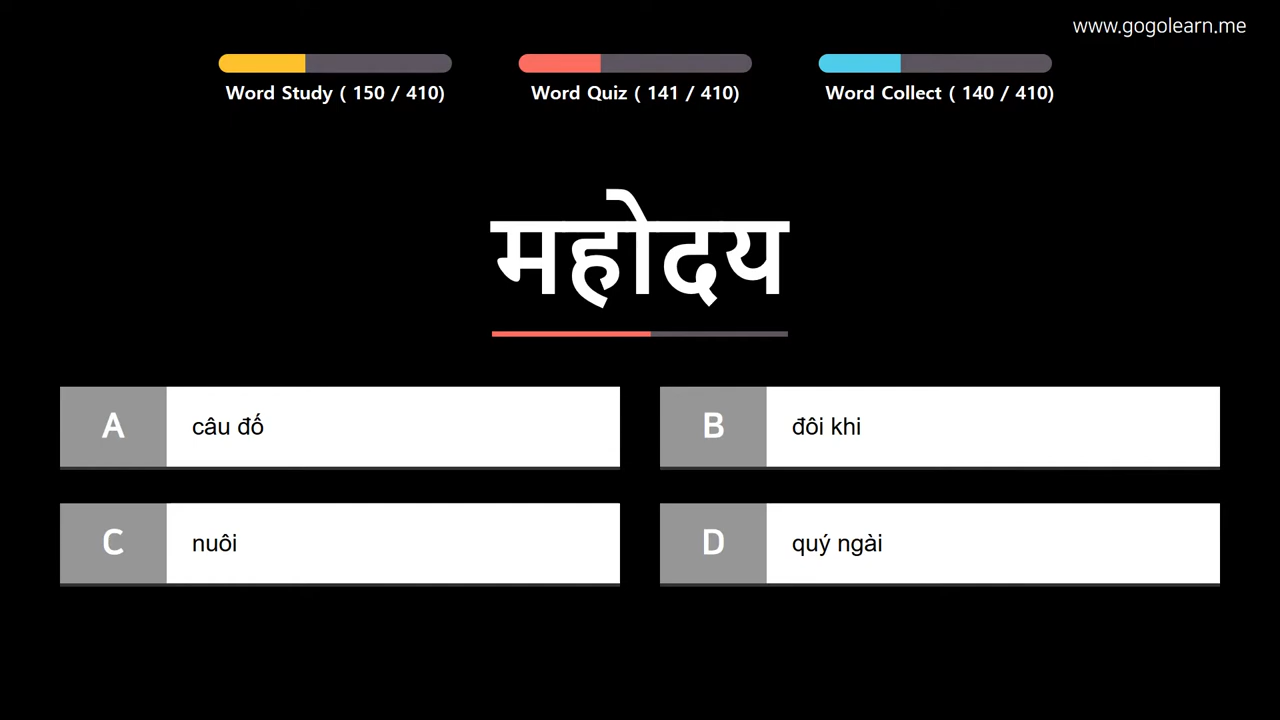 www.gogolearn.me
Word Study ( 150 / 410)
Word Quiz ( 141 / 410)
Word Collect ( 140 / 410)
महोदय
A
câu đố
B
đôi khi
C
nuôi
D
quý ngài